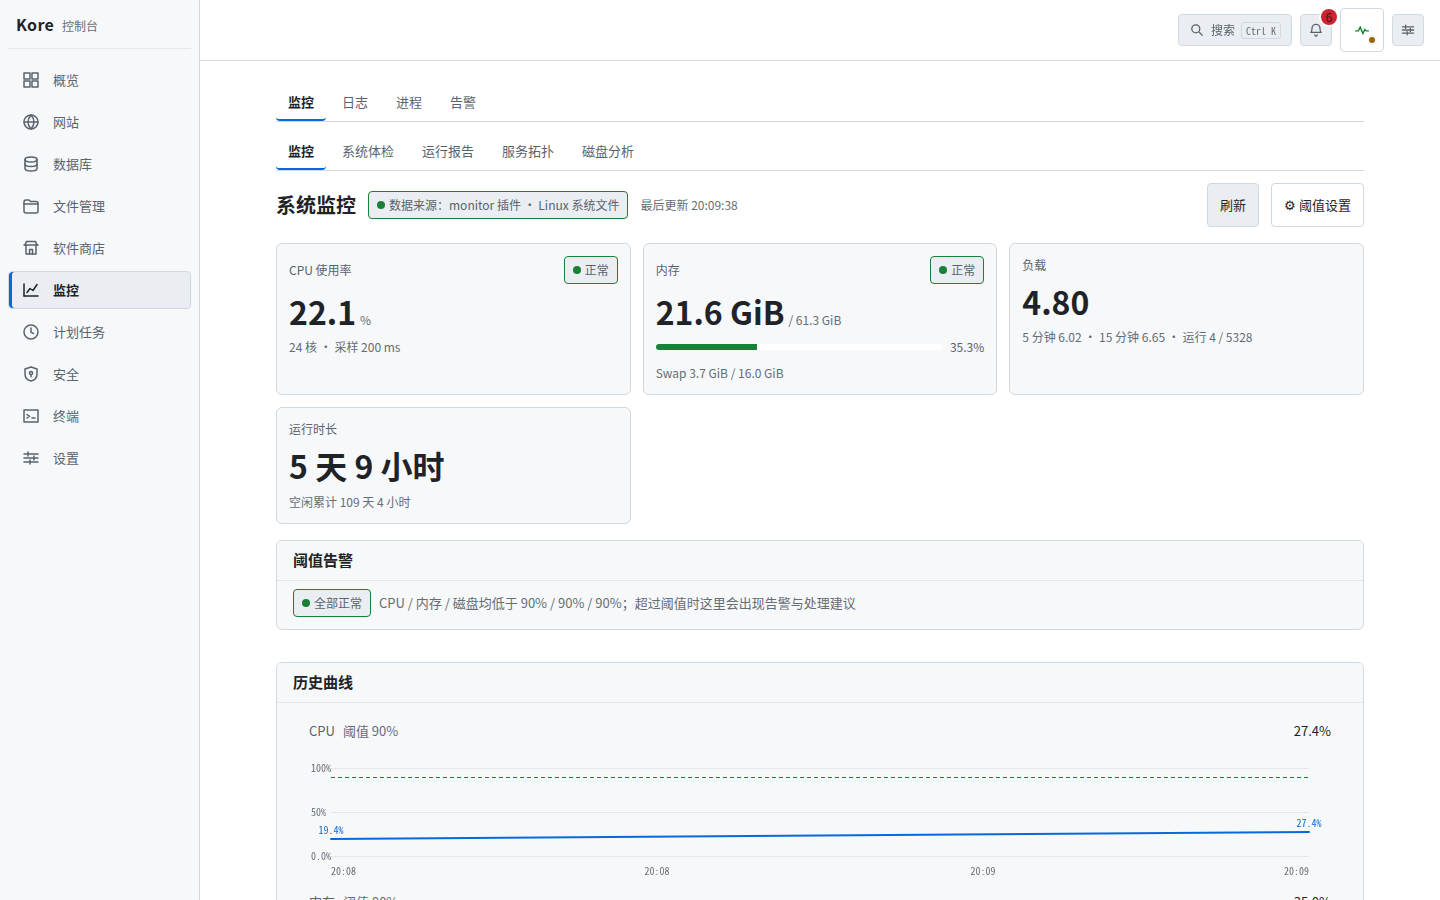 Kore 控制台
搜索 Ctrl K
6
概览
网站
数据库
文件管理
软件商店
监控
计划任务
安全
终端
设置
监控 日志 进程 告警
监控 系统体检 运行报告 服务拓扑 磁盘分析
系统监控 数据来源：monitor 插件 · Linux 系统文件 最后更新 20:09:38
刷新 阈值设置
CPU 使用率 正常
22.1 %
24 核 · 采样 200 ms
内存 正常
21.6 GiB / 61.3 GiB
35.3%
Swap 3.7 GiB / 16.0 GiB
负载
4.80
5 分钟 6.02 · 15 分钟 6.65 · 运行 4 / 5328
运行时长
5 天 9 小时
空闲累计 109 天 4 小时
阈值告警
全部正常 CPU / 内存 / 磁盘均低于 90% / 90% / 90%；超过阈值时这里会出现告警与处理建议
历史曲线
CPU 阈值 90% 27.4%
100%
50%
19.4% 27.4%
0.0%
20:08 20:08 20:09 20:09